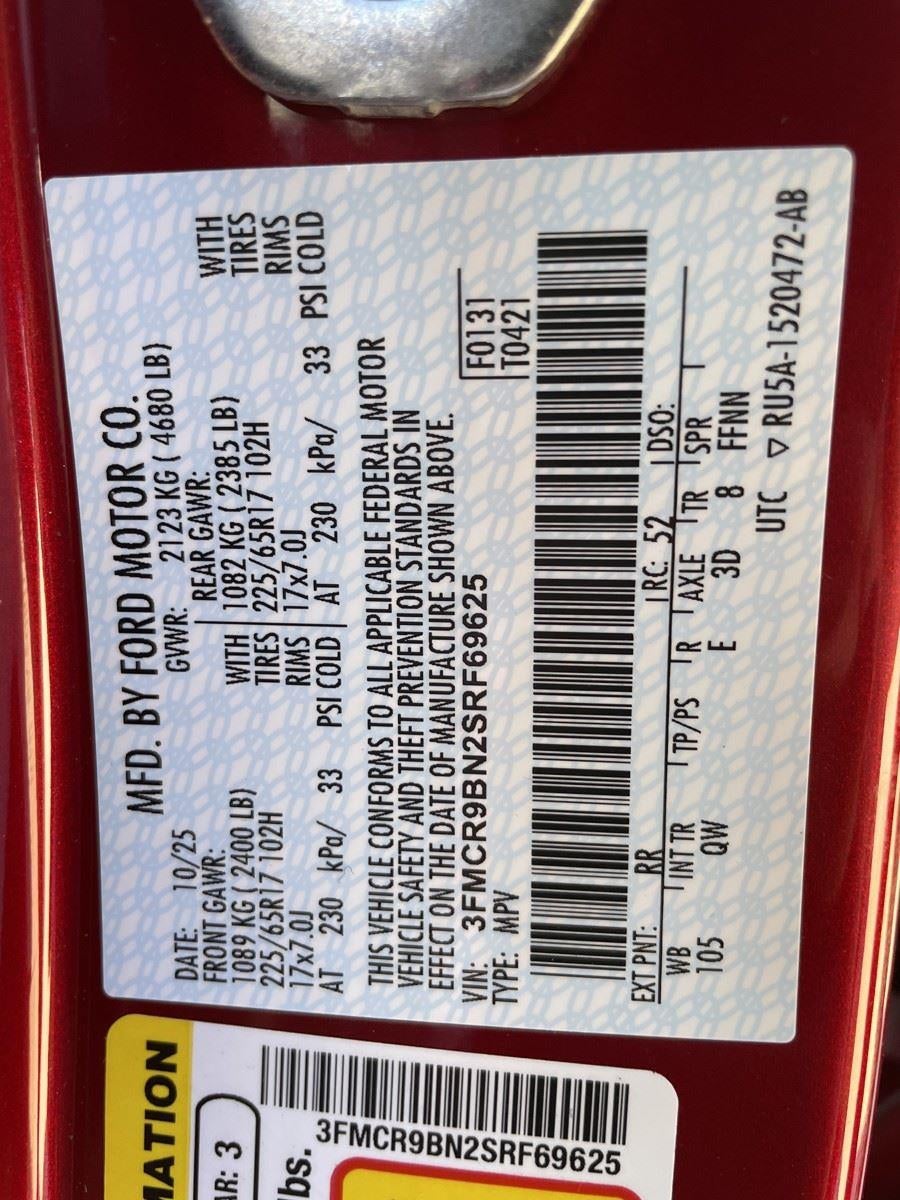 MFD. BY FORD MOTOR CO.
DATE: 10/25 GVWR: 2123 KG ( 4680 LB)
FRONT GAWR: REAR GAWR:
1089 KG ( 2400 LB) WITH 1082 KG ( 2385 LB) WITH
225/65R17 102H TIRES 225/65R17 102H TIRES
17x7.0J RIMS 17x7.0J RIMS
AT 230 kPa/ 33 PSI COLD AT 230 kPa/ 33 PSI COLD
THIS VEHICLE CONFORMS TO ALL APPLICABLE FEDERAL MOTOR
VEHICLE SAFETY AND THEFT PREVENTION STANDARDS IN
EFFECT ON THE DATE OF MANUFACTURE SHOWN ABOVE.
VIN: 3FMCR9BN2SRF69625 F0131
TYPE: MPV T0421
EXT PNT: RR RC: 52 DSO:
WB INT TR TP/PS R AXLE TR SPR
105 QW E 3D 8 FFNN
UTC ▽ RU5A-1520472-AB
MATION
AR: 3
lbs.
3FMCR9BN2SRF69625